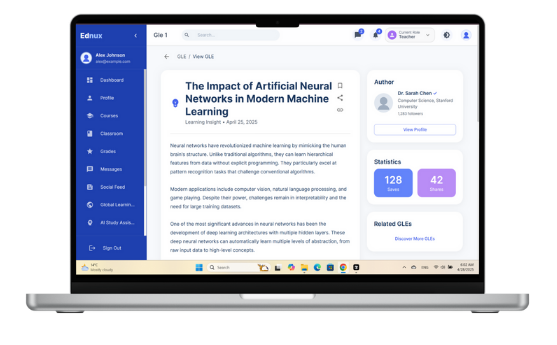 Ednux
Gle 1
Search...
Current Role
Teacher
Alex Johnson
alex@example.com
Dashboard
Profile
Courses
Classroom
Grades
Messages
Social Feed
Global Learnin...
AI Study Assis...
Sign Out
GLE / View GLE
The Impact of Artificial Neural
Networks in Modern Machine
Learning
Learning Insight • April 25, 2025
Neural networks have revolutionized machine learning by mimicking the human
brain's structure. Unlike traditional algorithms, they can learn hierarchical
features from data without explicit programming. They particularly excel at
pattern recognition tasks that challenge conventional algorithms.
Modern applications include computer vision, natural language processing, and
game playing. Despite their power, challenges remain in interpretability and the
need for large training datasets.
One of the most significant advances in neural networks has been the
development of deep learning architectures with multiple hidden layers. These
deep neural networks can automatically learn multiple levels of abstraction, from
raw input data to high-level concepts.
Author
Dr. Sarah Chen
Computer Science, Stanford
University
followers
View Profile
Statistics
128
Saves
42
Shares
Related GLEs
Discover More GLEs
Mostly cloudy
Search
ENG